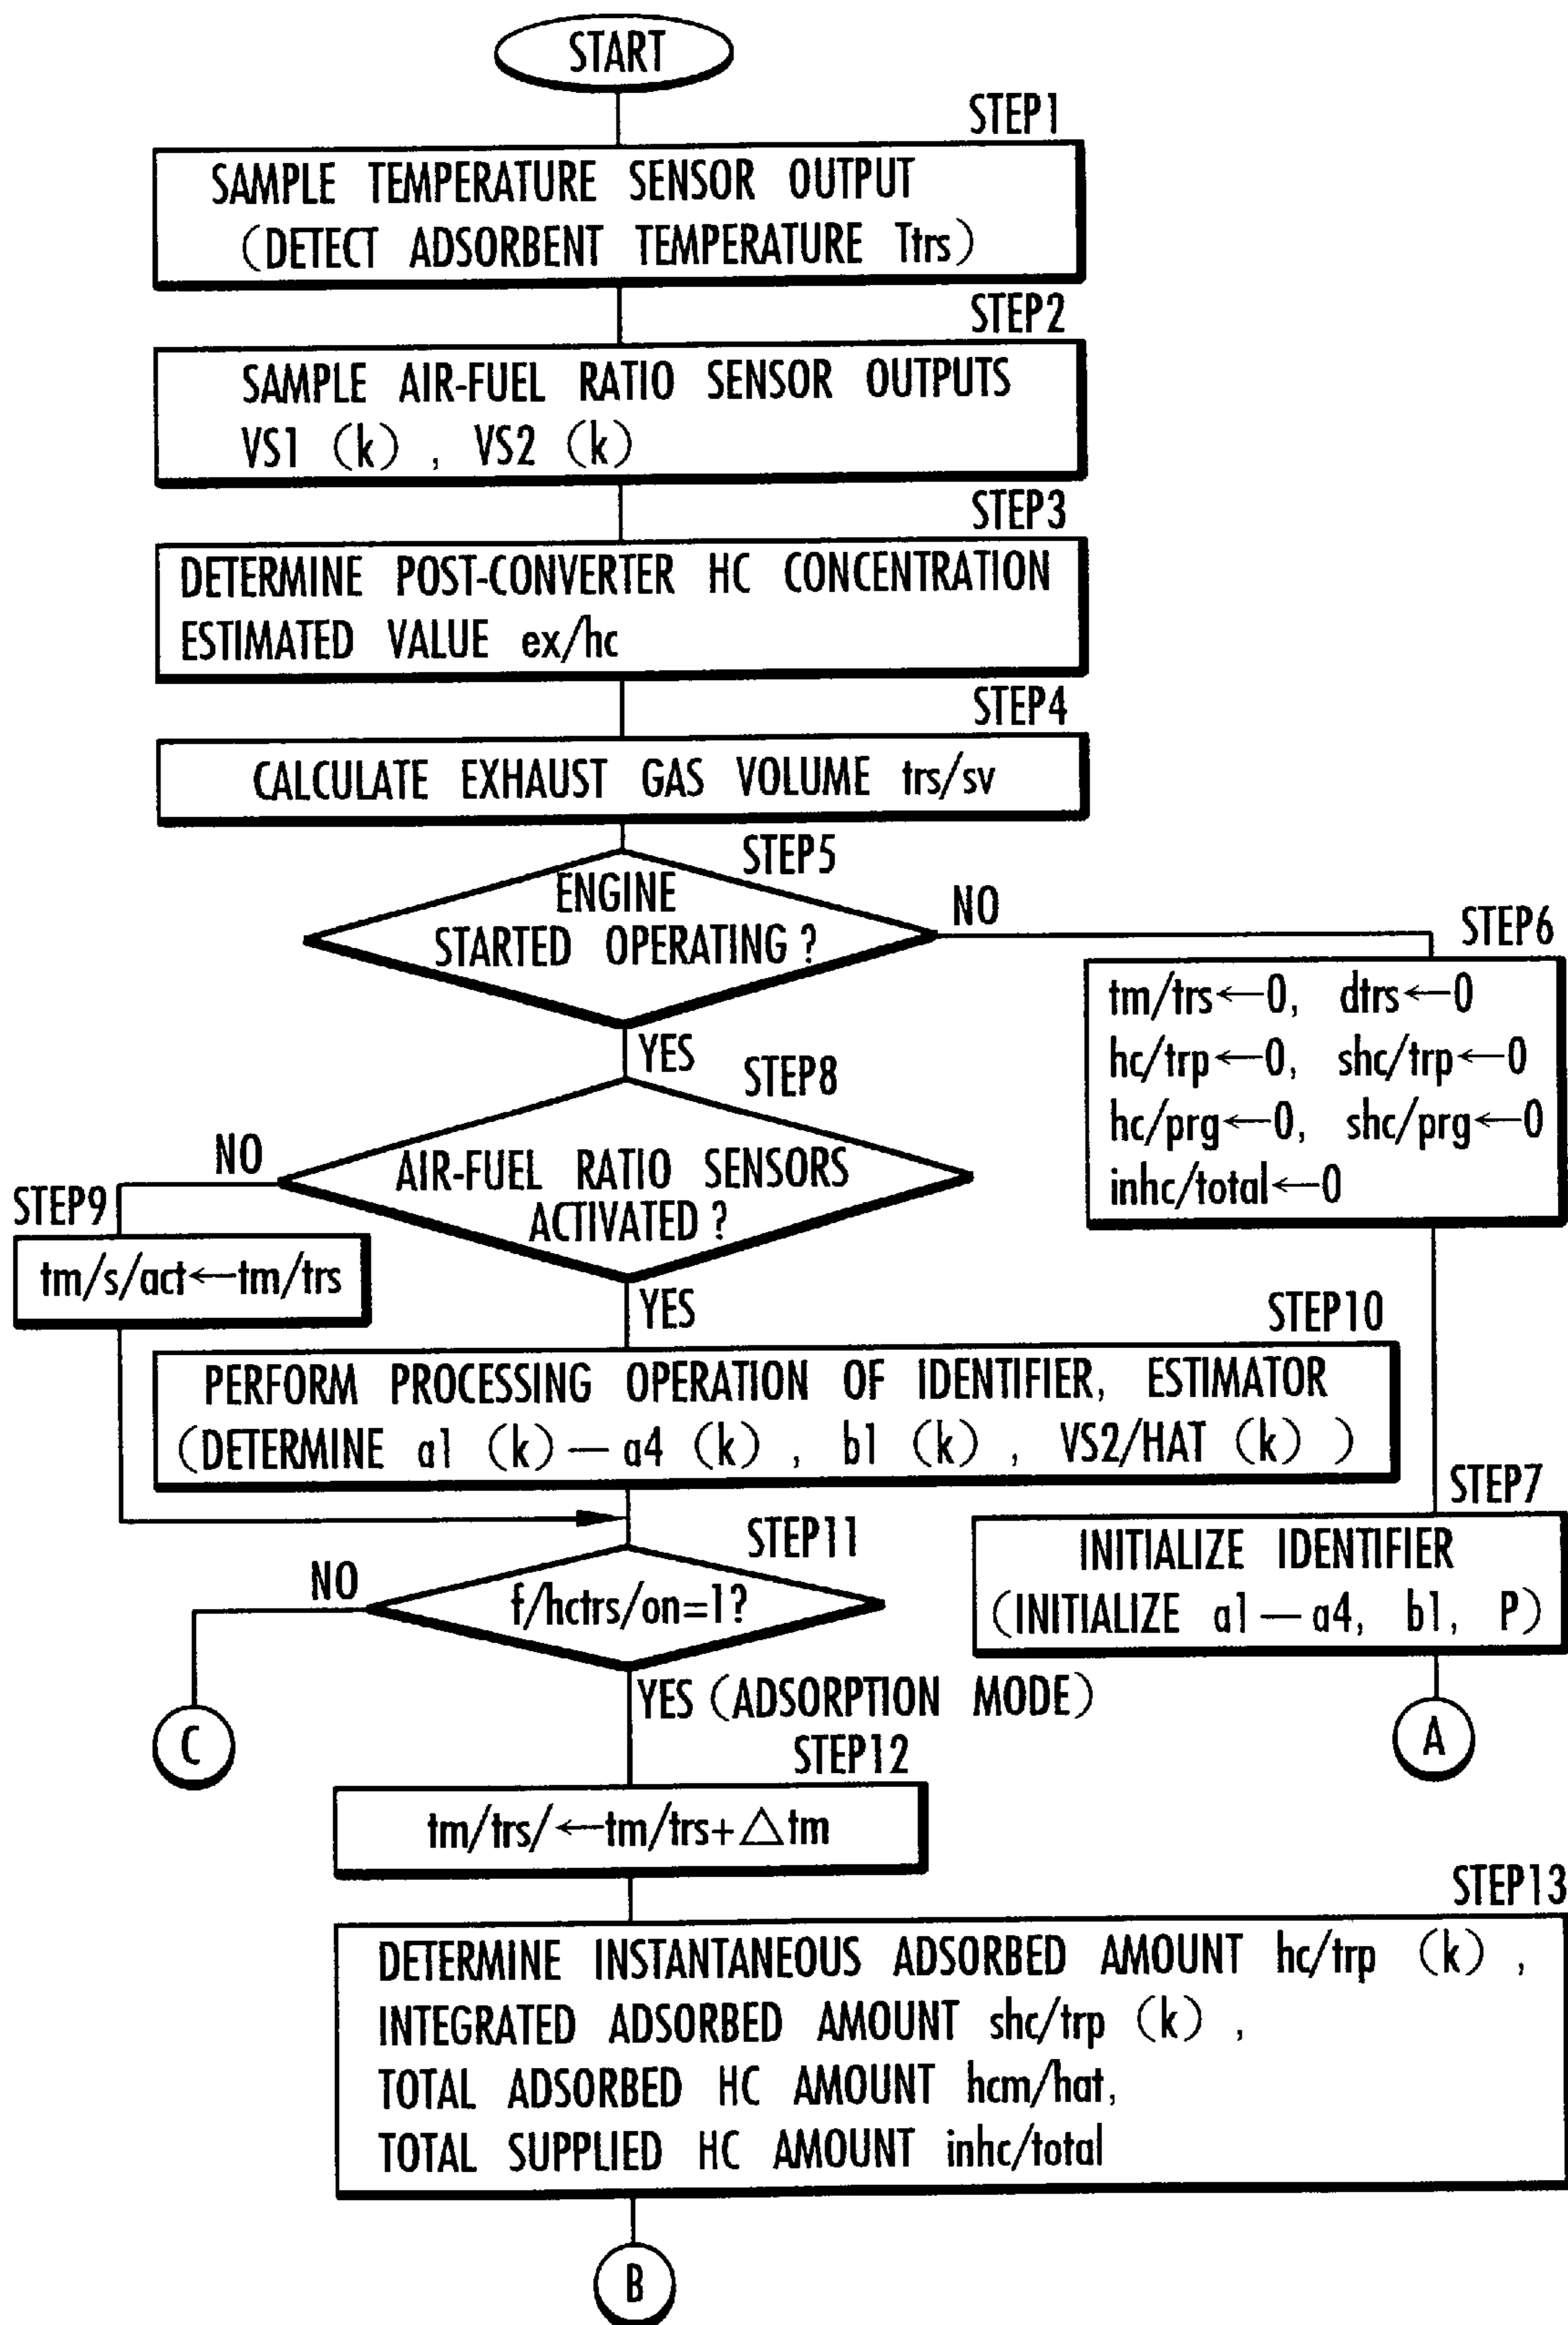 START
STEP1
SAMPLE TEMPERATURE SENSOR OUTPUT
(DETECT ADSORBENT TEMPERATURE Ttrs)
STEP2
SAMPLE AIR-FUEL RATIO SENSOR OUTPUTS
VS1 (k) , VS2 (k)
STEP3
DETERMINE POST-CONVERTER HC CONCENTRATION
ESTIMATED VALUE ex/hc
STEP4
CALCULATE EXHAUST GAS VOLUME trs/sv
STEP5
ENGINE
STARTED OPERATING ?
NO
YES
STEP6
tm/trs←0, dtrs←0
hc/trp←0, shc/trp←0
hc/prg←0, shc/prg←0
inhc/total←0
STEP8
AIR-FUEL RATIO SENSORS
ACTIVATED ?
NO
YES
STEP9
tm/s/act←tm/trs
STEP10
PERFORM PROCESSING OPERATION OF IDENTIFIER, ESTIMATOR
(DETERMINE a1 (k) — a4 (k) , b1 (k) , VS2/HAT (k) )
STEP7
INITIALIZE IDENTIFIER
(INITIALIZE a1 — a4, b1, P)
A
STEP11
f/hctrs/on=1?
NO
C
YES (ADSORPTION MODE)
STEP12
tm/trs/←tm/trs+△tm
STEP13
DETERMINE INSTANTANEOUS ADSORBED AMOUNT hc/trp (k) ,
INTEGRATED ADSORBED AMOUNT shc/trp (k) ,
TOTAL ADSORBED HC AMOUNT hcm/hat,
TOTAL SUPPLIED HC AMOUNT inhc/total
B